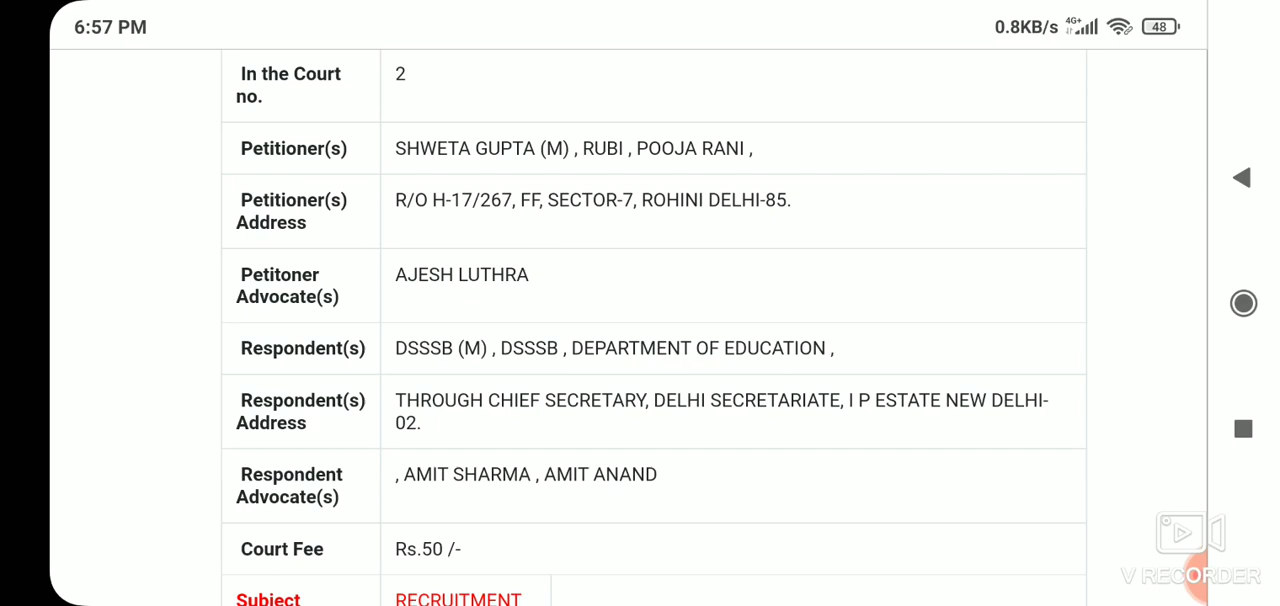 6:57 PM
0.8KB/s 4G+ 48
In the Court 2
no.
Petitioner(s) SHWETA GUPTA (M) , RUBI , POOJA RANI ,
Petitioner(s) R/O H-17/267, FF, SECTOR-7, ROHINI DELHI-85.
Address
Petitoner AJESH LUTHRA
Advocate(s)
Respondent(s) DSSSB (M) , DSSSB , DEPARTMENT OF EDUCATION ,
Respondent(s) THROUGH CHIEF SECRETARY, DELHI SECRETARIATE, I P ESTATE NEW DELHI-
Address 02.
Respondent , AMIT SHARMA , AMIT ANAND
Advocate(s)
Court Fee Rs.50 /-
Subject RECRUITMENT
V RECORDER